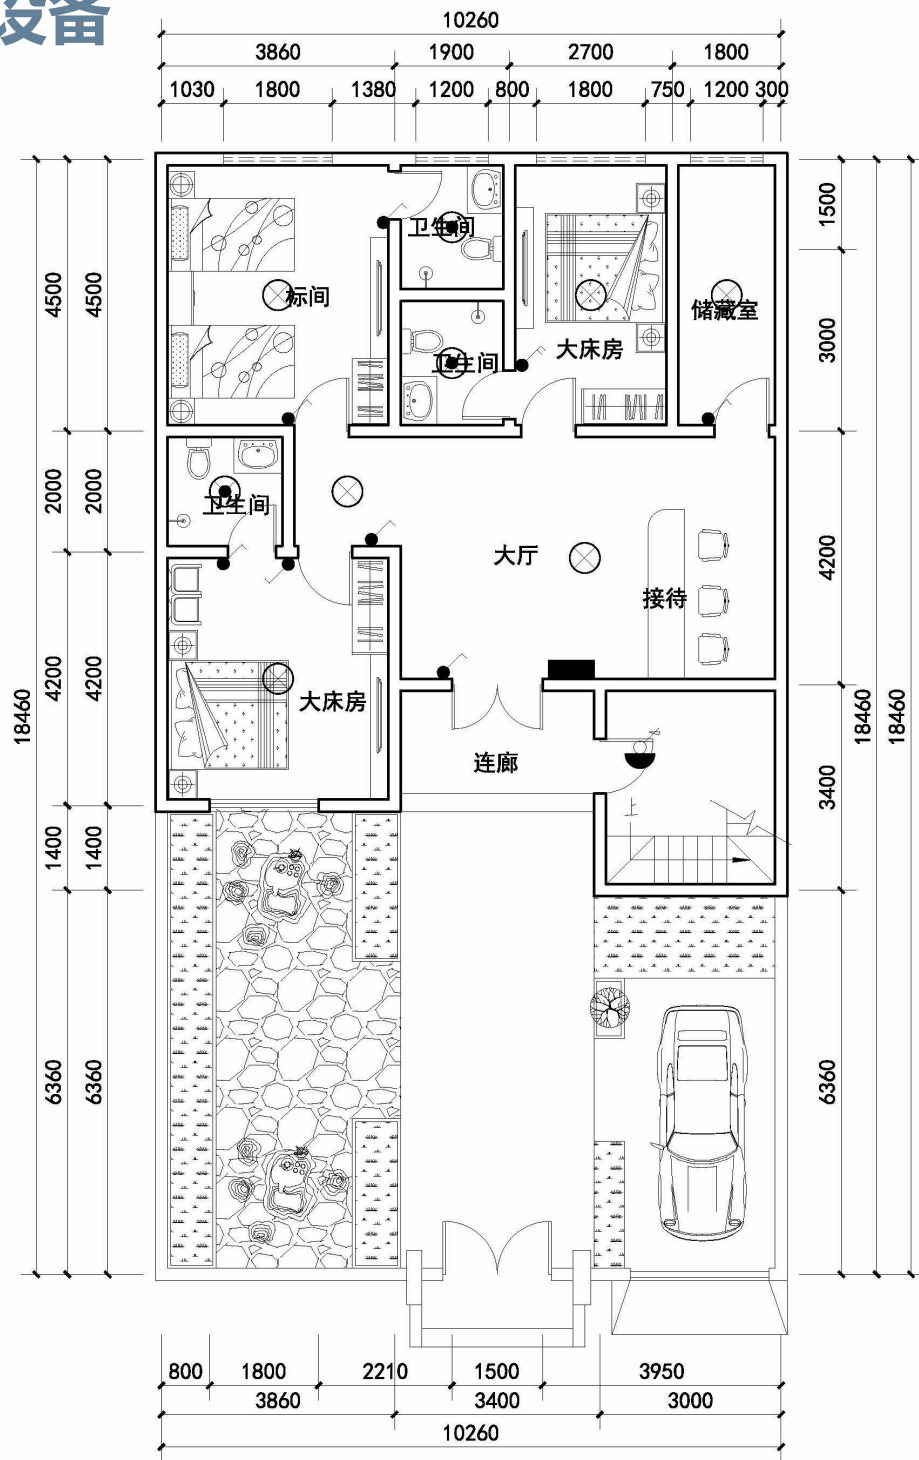 设备
10260
3860 1900 2700 1800
1030 1800 1380 1200 800 1800 750 1200 300
1500
卫生间
4500 4500 标间 储藏室 3000
大床房
卫生间
2000 2000 卫生间
大厅 4200
接待
4200 4200
18460 大床房 18460 18460
连廊
3400
上
1400 1400
6360 6360 6360
800 1800 2210 1500 3950
3860 3400 3000
10260